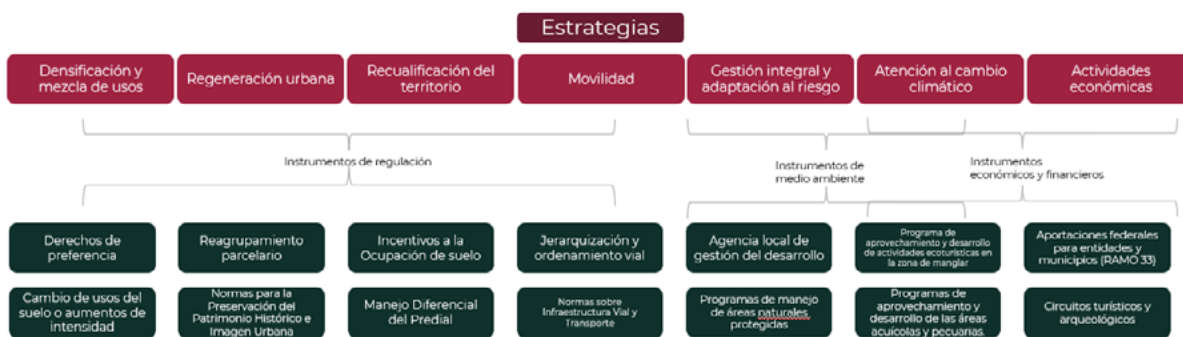 Estrategias
Densificación y
mezcla de usos
Regeneración urbana
Recualificación del
territorio
Movilidad
Gestión integral y
adaptación al riesgo
Atención al cambio
climático
Actividades
económicas
Instrumentos de regulación
Instrumentos de
medio ambiente
Instrumentos
económicos y financieros
Derechos de
preferencia
Reagrupamiento
parcelario
Incentivos a la
Ocupación de suelo
Jerarquización y
ordenamiento vial
Agencia local de
gestión del desarrollo
Programa de
aprovechamiento y desarrollo
de actividades ecoturísticas en
la zona de manglar
Aportaciones federales
para entidades y
municipios (RAMO 33)
Cambio de usos del
suelo o aumentos de
intensidad
Normas para la
Preservación del
Patrimonio Histórico e
Imagen Urbana
Manejo Diferencial
del Predial
Normas sobre
Infraestructura Vial y
Transporte
Programas de manejo
de áreas naturales
protegidas
Programas de
aprovechamiento y
desarrollo de las áreas
acuícolas y pecuarias.
Circuitos turísticos y
arqueológicos